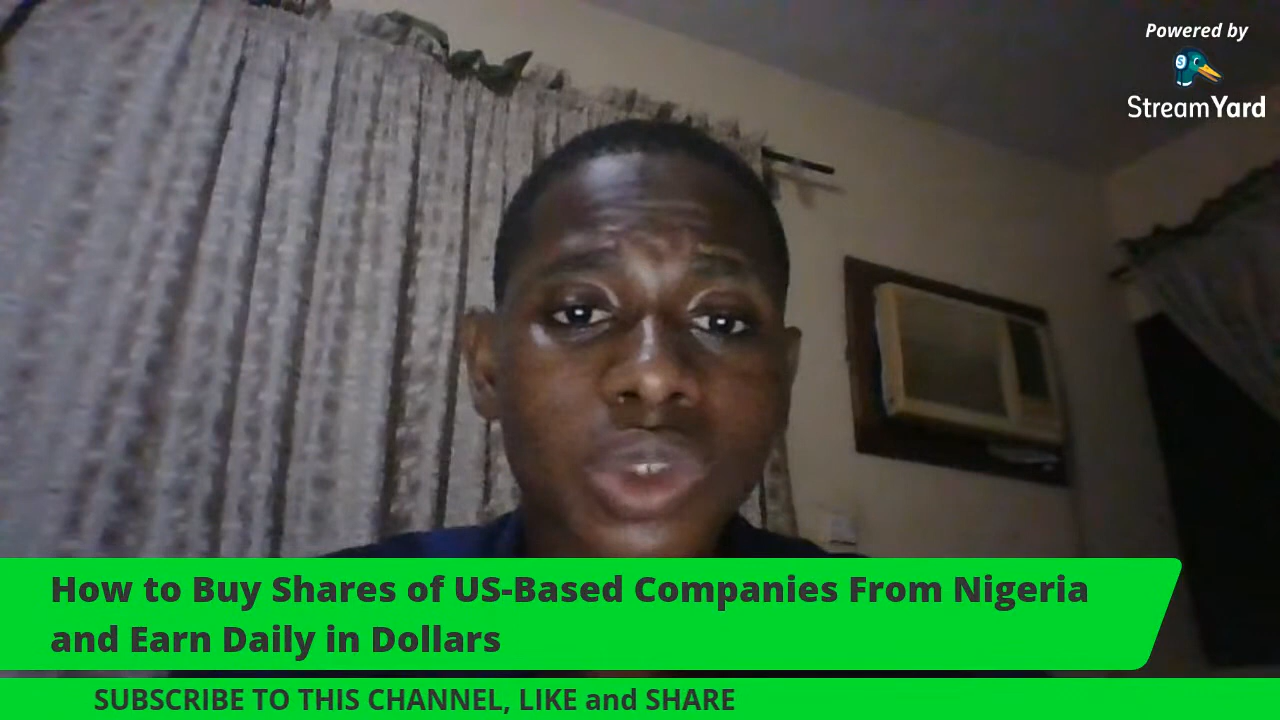 Powered by
StreamYard
How to Buy Shares of US-Based Companies From Nigeria
and Earn Daily in Dollars
SUBSCRIBE TO THIS CHANNEL, LIKE and SHARE